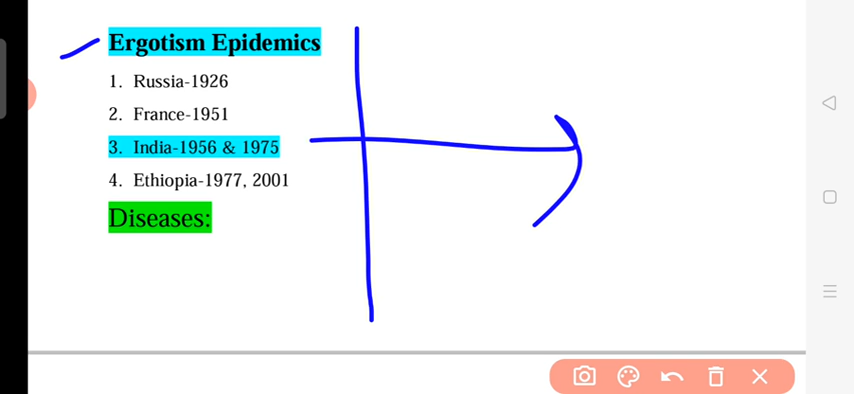 Ergotism Epidemics
1. Russia-1926
2. France-1951
3. India-1956 & 1975
4. Ethiopia-1977, 2001
Diseases: